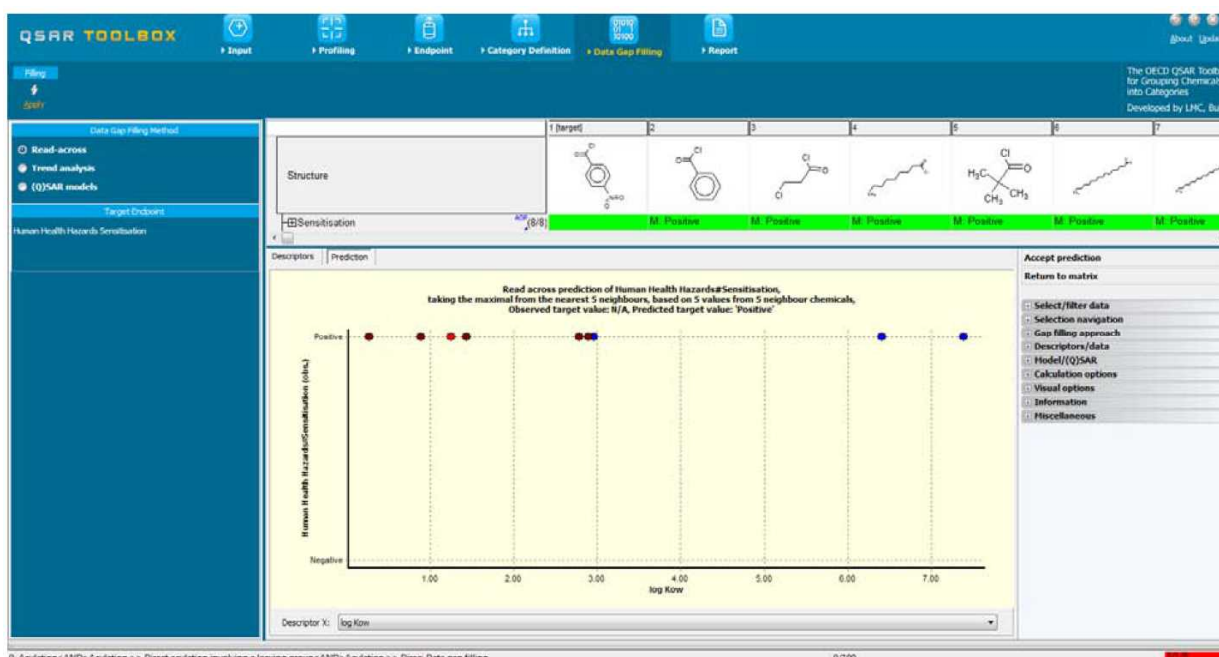 QSAR TOOLBOX
Input
Profiling
Endpoint
Category Definition
Data Gap Filling
Report
About
Filling
Apply
The OECD QSAR
for Grouping Chemicals
into Categories
Developed by LMC,
Data Gap Filling Method
Read-across
Trend analysis
(Q)SAR models
Target Endpoint
Human Health Hazards Sensitisation
1 [target] 2 3 4 5 6 7
Structure
Sensitisation AOP (8/8) M: Positive M: Positive M: Positive M: Positive M: Positive M: Positive
Descriptors Prediction
Read across prediction of Human Health Hazards#Sensitisation,
taking the maximal from the nearest 5 neighbours, based on 5 values from 5 neighbour chemicals,
Observed target value: N/A, Predicted target value: 'Positive'
Positive
Human Health Hazards#Sensitisation (obs.)
Negative
1.00 2.00 3.00 4.00 5.00 6.00 7.00
log Kow
Descriptor X: log Kow
Accept prediction
Return to matrix
Select/filter data
Selection navigation
Gap filling approach
Descriptors/data
Model/(Q)SAR
Calculation options
Visual options
Information
Miscellaneous